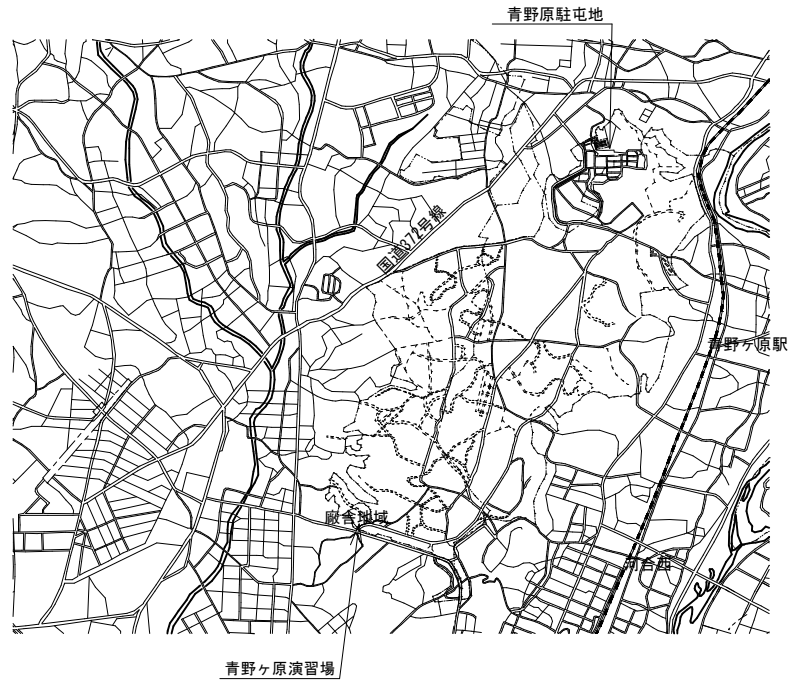 青野原駐屯地
国道372号線
青野ヶ原駅
廠舎地域
河合西
青野ヶ原演習場